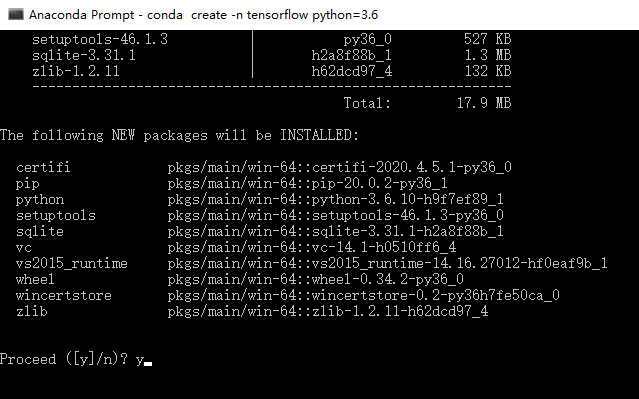 Anaconda Prompt - conda create -n tensorflow python=3.6
setuptools-46.1.3 | py36_0 527 KB
sqlite-3.31.1 | h2a8f88b_1 1.3 MB
zlib-1.2.11 | h62dcd97_4 132 KB
------------------------------------------------------------
Total: 17.9 MB
The following NEW packages will be INSTALLED:
certifi pkgs/main/win-64::certifi-2020.4.5.1-py36_0
pip pkgs/main/win-64::pip-20.0.2-py36_1
python pkgs/main/win-64::python-3.6.10-h9f7ef89_1
setuptools pkgs/main/win-64::setuptools-46.1.3-py36_0
sqlite pkgs/main/win-64::sqlite-3.31.1-h2a8f88b_1
vc pkgs/main/win-64::vc-14.1-h0510ff6_4
vs2015_runtime pkgs/main/win-64::vs2015_runtime-14.16.27012-hf0eaf9b_1
wheel pkgs/main/win-64::wheel-0.34.2-py36_0
wincertstore pkgs/main/win-64::wincertstore-0.2-py36h7fe50ca_0
zlib pkgs/main/win-64::zlib-1.2.11-h62dcd97_4
Proceed ([y]/n)? y